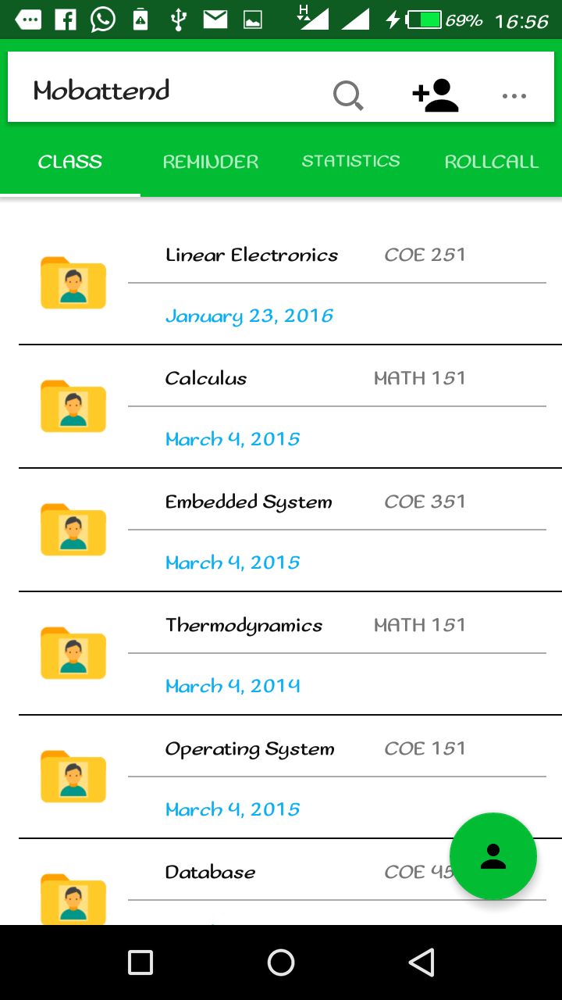 H 69% 16:56
Mobattend
CLASS REMINDER STATISTICS ROLLCALL
Linear Electronics COE 251
January 23, 2016
Calculus MATH 151
March 4, 2015
Embedded System COE 351
March 4, 2015
Thermodynamics MATH 151
March 4, 2014
Operating System COE 151
March 4, 2015
Database COE 45